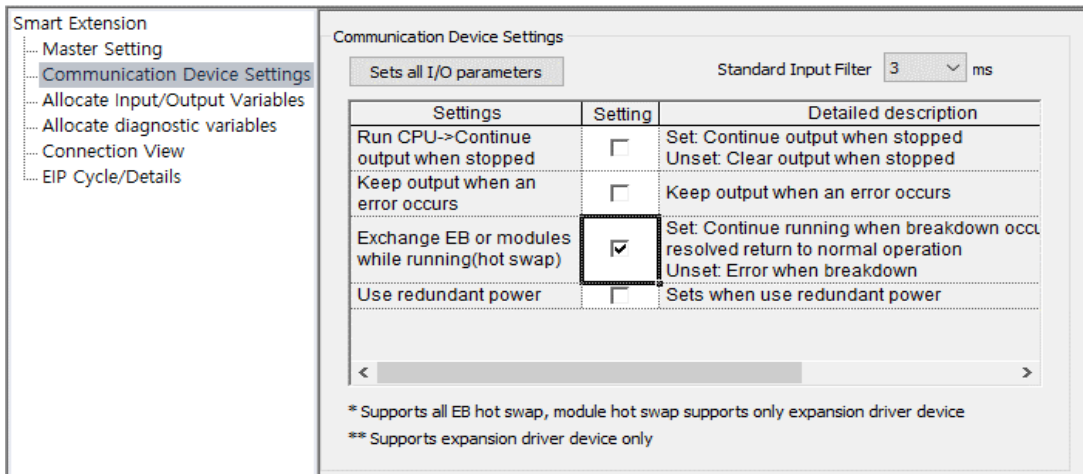 Smart Extension
Master Setting
Communication Device Settings
Allocate Input/Output Variables
Allocate diagnostic variables
Connection View
EIP Cycle/Details
Communication Device Settings
Sets all I/O parameters
Standard Input Filter 3 ms
Settings Setting Detailed description
Run CPU->Continue
output when stopped
Set: Continue output when stopped
Unset: Clear output when stopped
Keep output when an
error occurs
Keep output when an error occurs
Exchange EB or modules
while running(hot swap)
Set: Continue running when breakdown occu
resolved return to normal operation
Unset: Error when breakdown
Use redundant power
Sets when use redundant power
* Supports all EB hot swap, module hot swap supports only expansion driver device
** Supports expansion driver device only